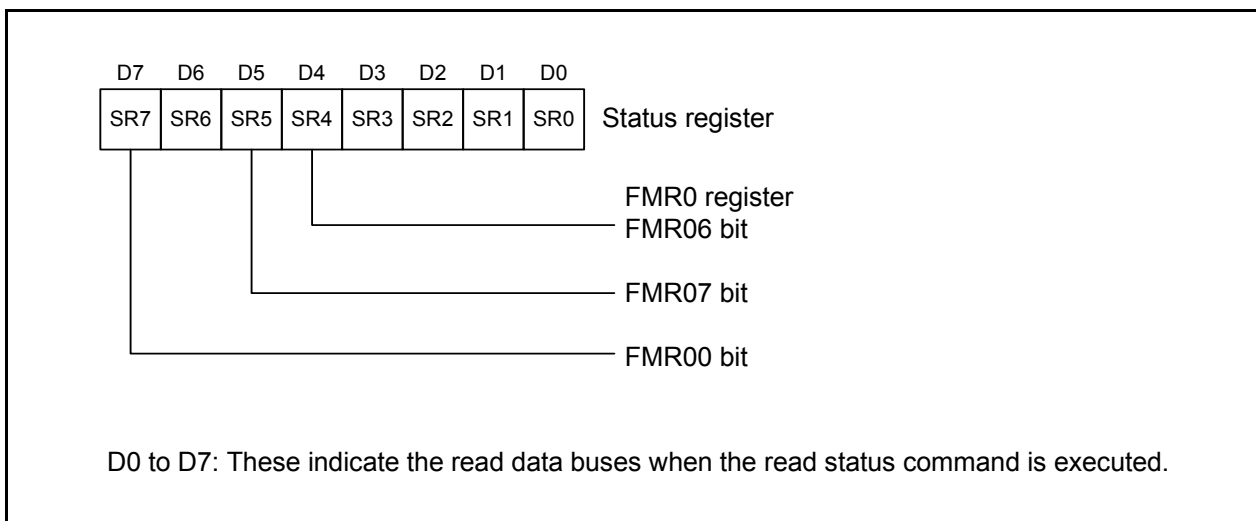 D7 D6 D5 D4 D3 D2 D1 D0
SR7 SR6 SR5 SR4 SR3 SR2 SR1 SR0 Status register
FMR0 register
FMR06 bit
FMR07 bit
FMR00 bit
D0 to D7: These indicate the read data buses when the read status command is executed.